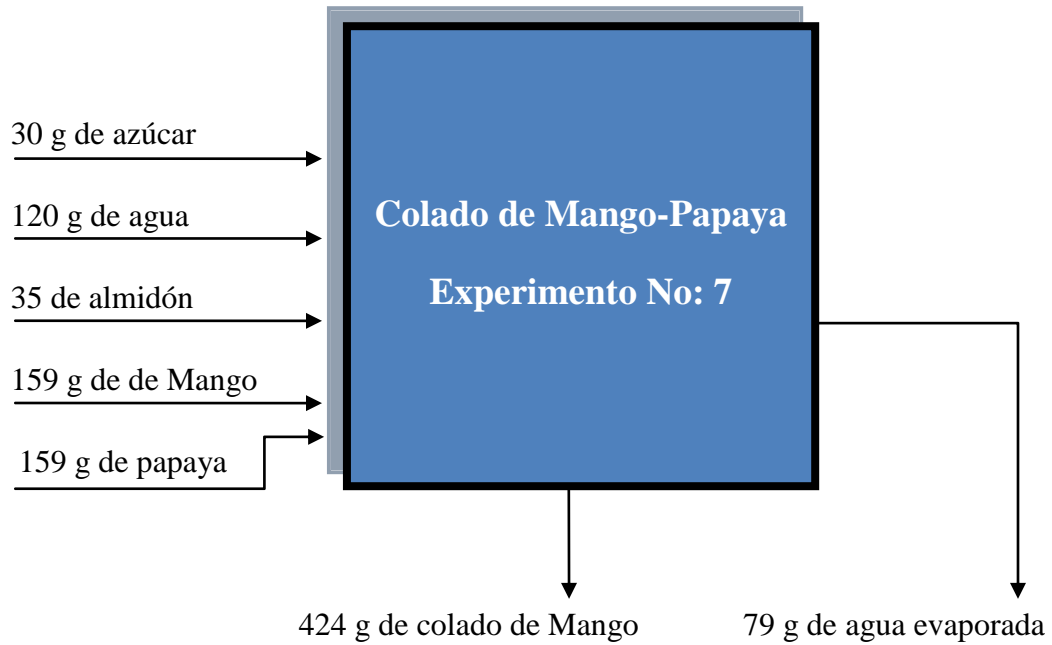 30 g de azúcar
120 g de agua
35 de almidón
159 g de de Mango
159 g de papaya
Colado de Mango-Papaya
Experimento No: 7
424 g de colado de Mango
79 g de agua evaporada